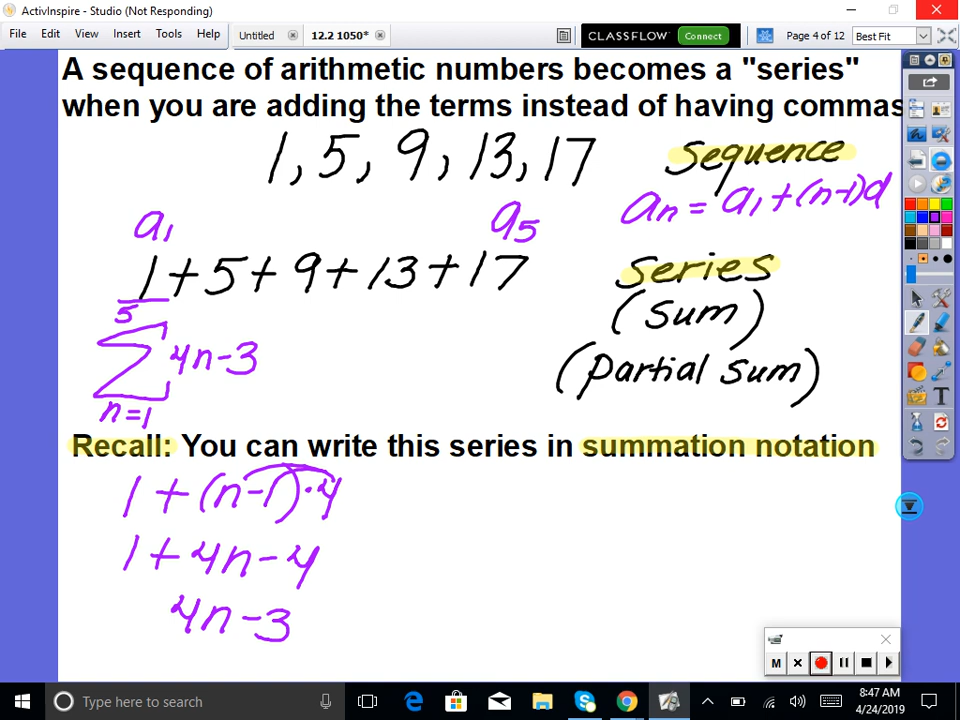 ActivInspire - Studio (Not Responding)
File Edit View Insert Tools Help Untitled 12.2 1050* CLASSFLOW Connect Page 4 of 12 Best Fit
A sequence of arithmetic numbers becomes a "series"
when you are adding the terms instead of having commas
1, 5, 9, 13, 17 sequence
aₙ = a₁ + (n-1)d
a₁ a₅
1 + 5 + 9 + 13 + 17 series
(sum)
5
∑ 4n-3
n=1
(partial sum)
Recall: You can write this series in summation notation
1 + (n-1)·4
1 + 4n - 4
4n - 3
M
Type here to search
8:47 AM
4/24/2019